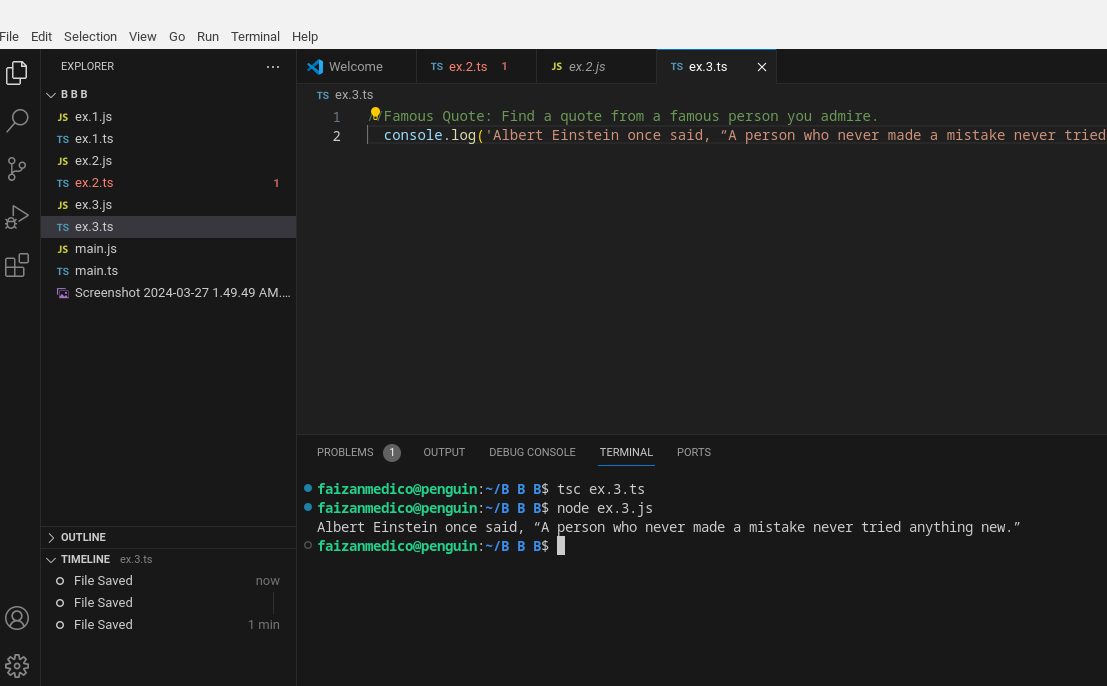 File Edit Selection View Go Run Terminal Help
EXPLORER
B B B
JS ex.1.js
TS ex.1.ts
JS ex.2.js
TS ex.2.ts 1
JS ex.3.js
TS ex.3.ts
JS main.js
TS main.ts
Screenshot 2024-03-27 1.49.49 AM....
OUTLINE
TIMELINE ex.3.ts
File Saved now
File Saved
File Saved 1 min
Welcome TS ex.2.ts 1 JS ex.2.js TS ex.3.ts
TS ex.3.ts
1 //Famous Quote: Find a quote from a famous person you admire.
2 console.log('Albert Einstein once said, “A person who never made a mistake never tried
PROBLEMS 1 OUTPUT DEBUG CONSOLE TERMINAL PORTS
faizanmedico@penguin:~/B B B$ tsc ex.3.ts
faizanmedico@penguin:~/B B B$ node ex.3.js
Albert Einstein once said, “A person who never made a mistake never tried anything new.”
faizanmedico@penguin:~/B B B$